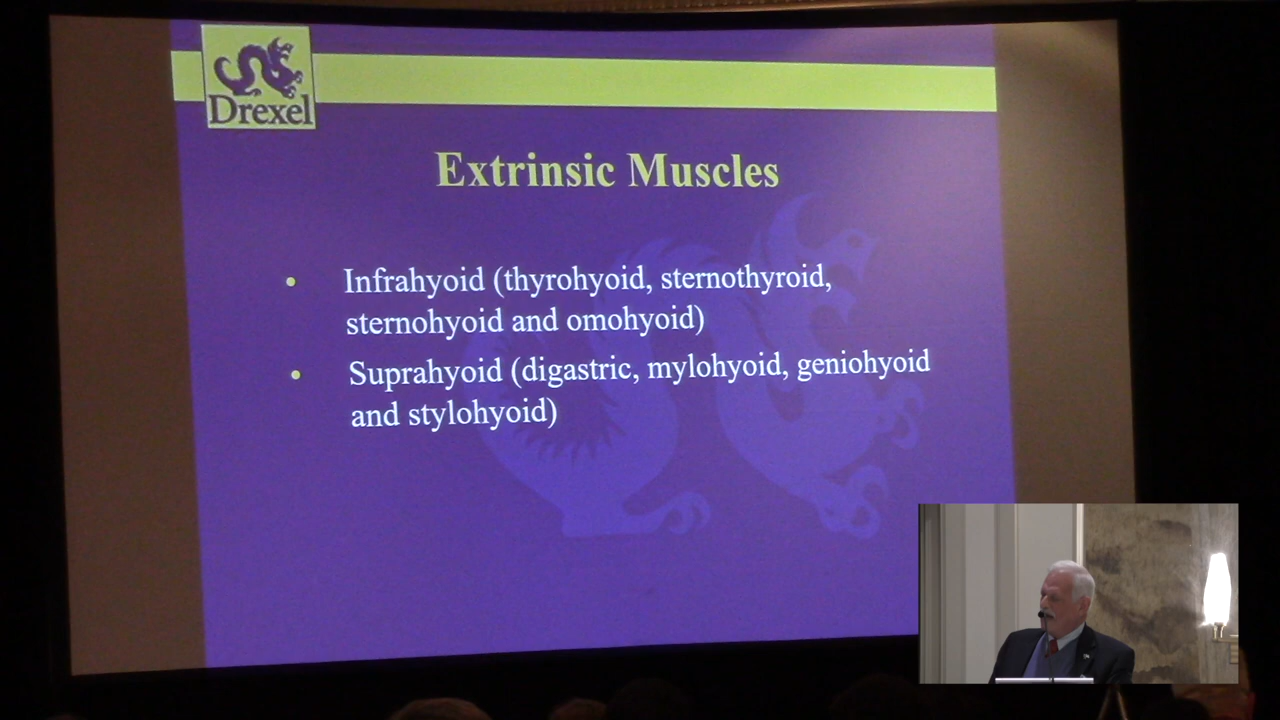 Drexel
Extrinsic Muscles
• Infrahyoid (thyrohyoid, sternothyroid,
sternohyoid and omohyoid)
• Suprahyoid (digastric, mylohyoid, geniohyoid
and stylohyoid)